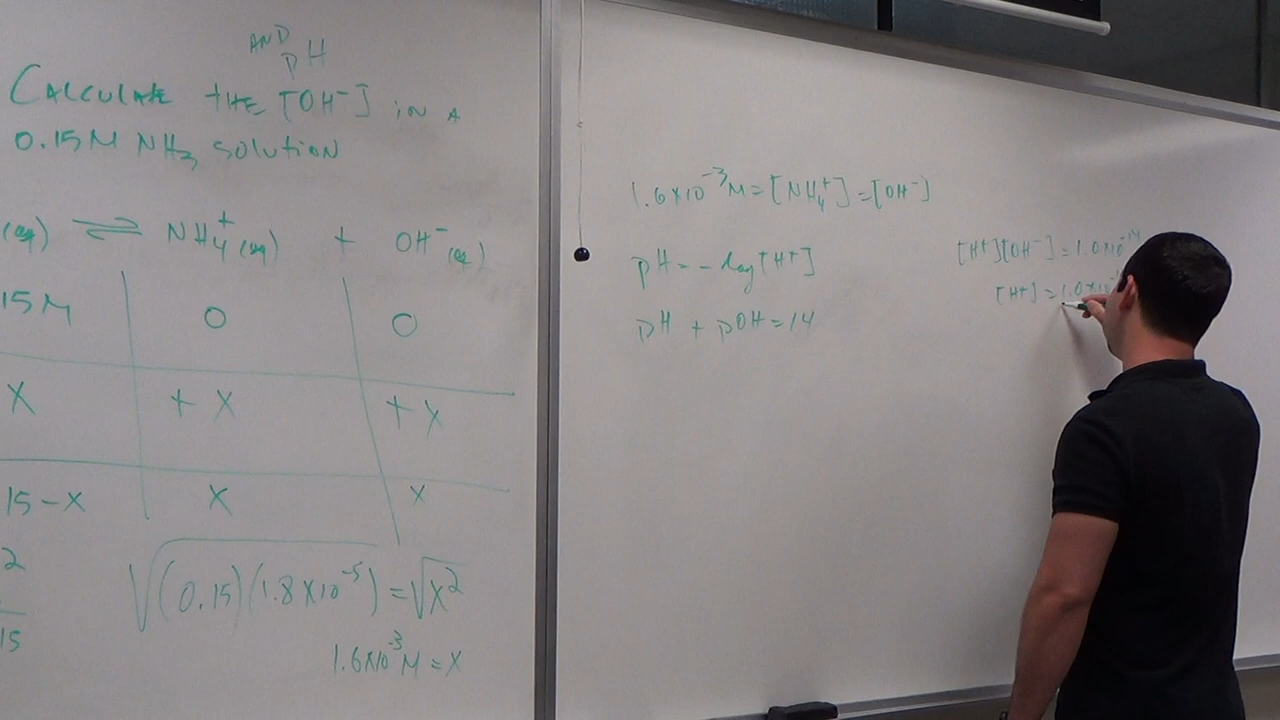 AND
pH
CALCULATE THE [OH⁻] in A
0.15M NH₃ SOLUTION
(aq) ⇌ NH₄⁺(aq) + OH⁻(aq)
15M 0 0
X + X + X
15-X X X
2
15
√(0.15)(1.8X10⁻⁵) = √X²
1.6X10⁻³M = X
1.6X10⁻³M = [NH₄⁺] = [OH⁻]
pH = -log[H⁺]
pH + pOH = 14
[H⁺][OH⁻] = 1.0X10⁻¹⁴
[H⁺] = 1.0X10⁻